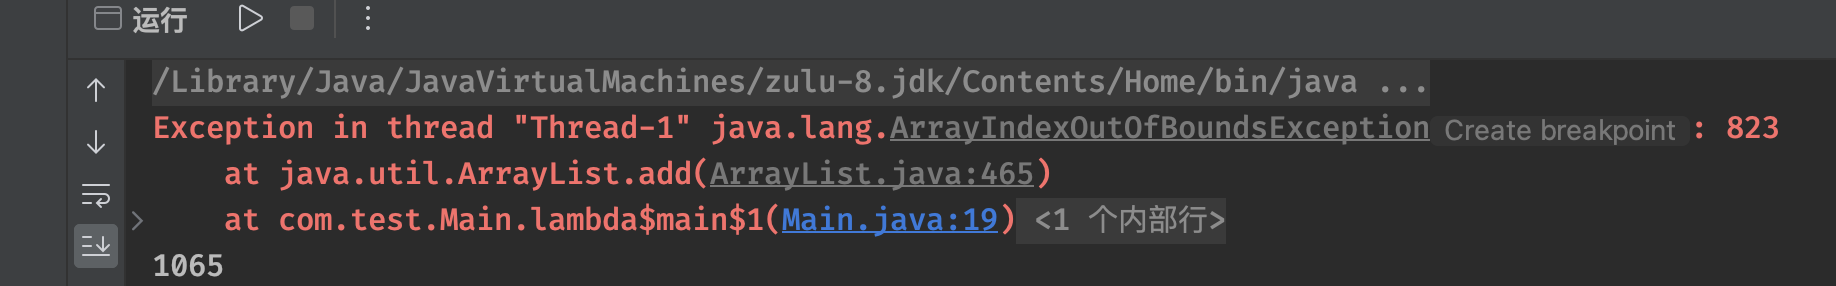 运行
/Library/Java/JavaVirtualMachines/zulu-8.jdk/Contents/Home/bin/java ...
Exception in thread "Thread-1" java.lang.ArrayIndexOutOfBoundsException Create breakpoint : 823
at java.util.ArrayList.add(ArrayList.java:465)
at com.test.Main.lambda$main$1(Main.java:19) <1 个内部行>
1065